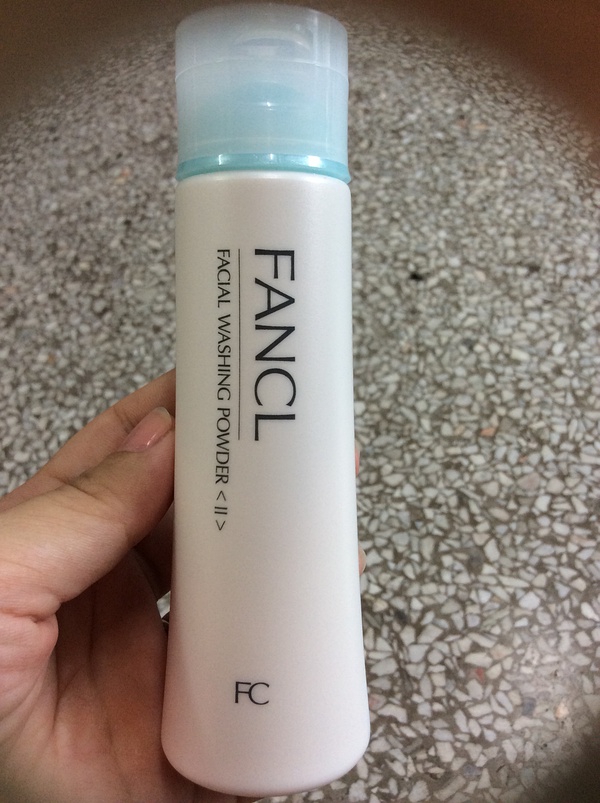 FANCL
FACIAL WASHING POWDER < II >
FC